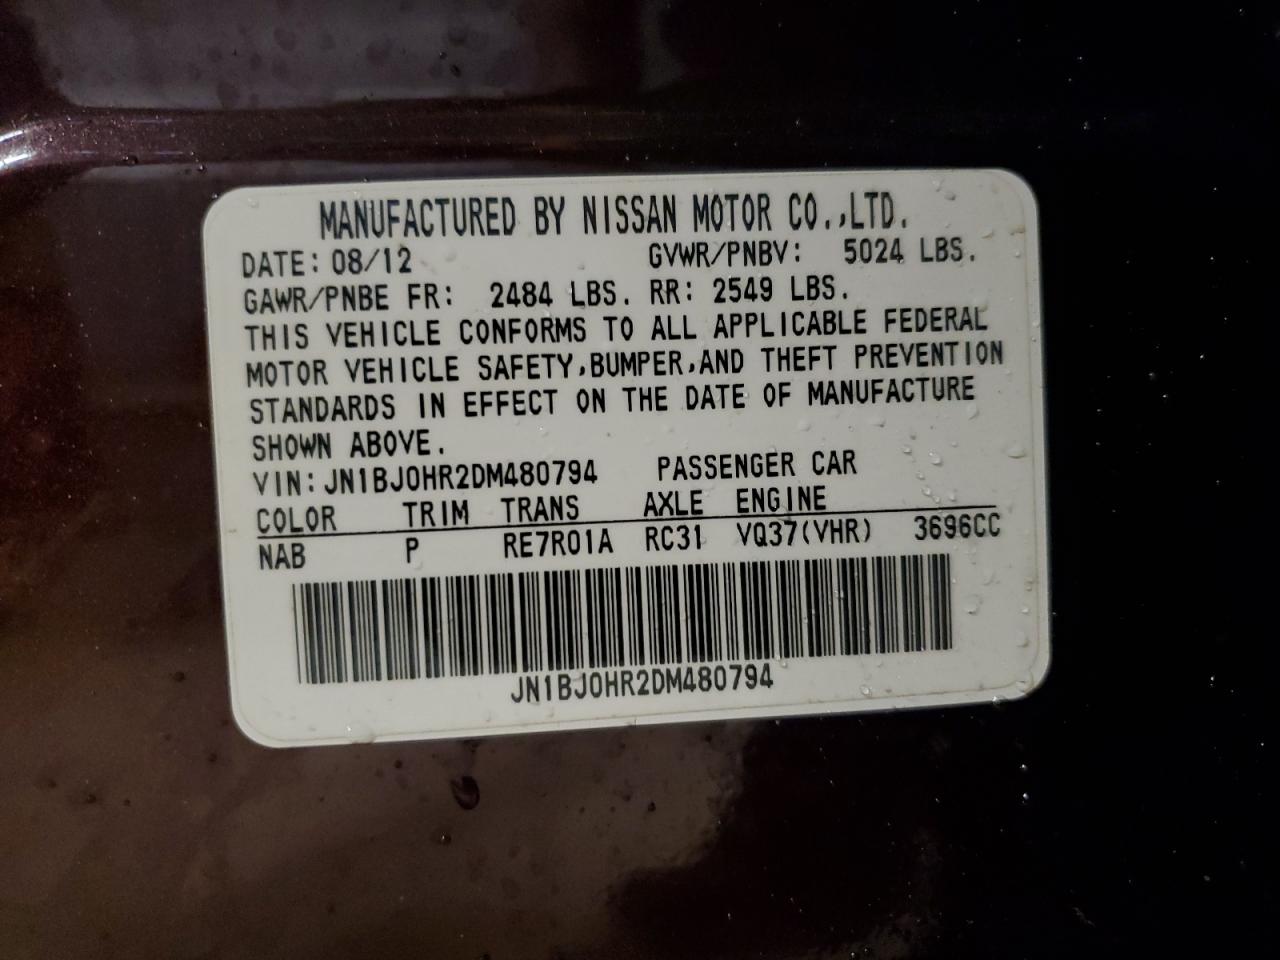 MANUFACTURED BY NISSAN MOTOR CO.,LTD.
DATE: 08/12 GVWR/PNBV: 5024 LBS.
GAWR/PNBE FR: 2484 LBS. RR: 2549 LBS.
THIS VEHICLE CONFORMS TO ALL APPLICABLE FEDERAL
MOTOR VEHICLE SAFETY,BUMPER,AND THEFT PREVENTION
STANDARDS IN EFFECT ON THE DATE OF MANUFACTURE
SHOWN ABOVE.
VIN: JN1BJ0HR2DM480794 PASSENGER CAR
COLOR TRIM TRANS AXLE ENGINE
NAB P RE7R01A RC31 VQ37(VHR) 3696CC
JN1BJ0HR2DM480794